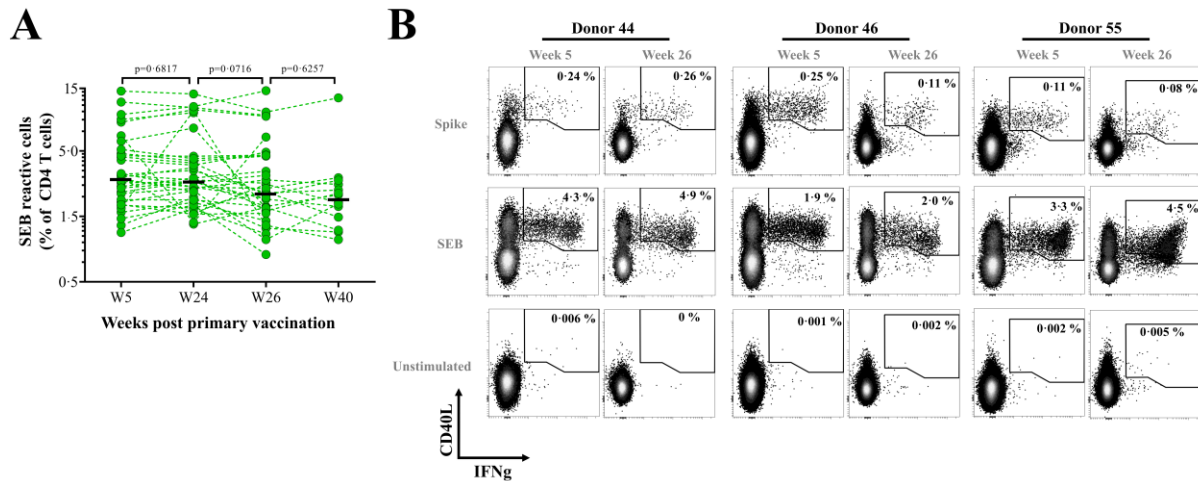 A
p=0·6817 p=0·0716 p=0·6257
SEB reactive cells
(% of CD4 T cells)
15
5·0
1·5
0·5
W5 W24 W26 W40
Weeks post primary vaccination
B
Donor 44 Donor 46 Donor 55
Week 5 Week 26 Week 5 Week 26 Week 5 Week 26
Spike
0·24 % 0·26 % 0·25 % 0·11 % 0·11 % 0·08 %
SEB
4·3 % 4·9 % 1·9 % 2·0 % 3·3 % 4·5 %
Unstimulated
0·006 % 0 % 0·001 % 0·002 % 0·002 % 0·005 %
CD40L
IFNg